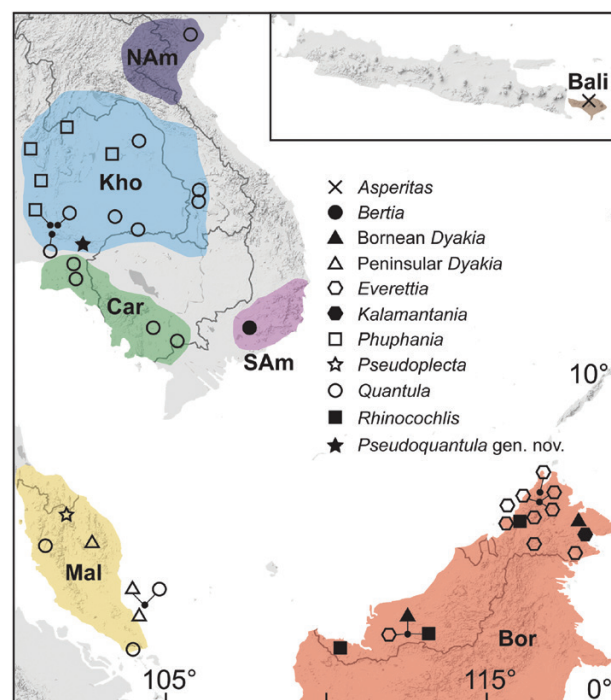 NAm
Bali
Kho
Asperitas
Bertia
Bornean Dyakia
Peninsular Dyakia
Everettia
Kalamantania
Phuphania
Pseudoplecta
Quantula
Rhinocochlis
Pseudoquantula gen. nov.
Car
SAm
10°
Mal
Bor
105°
115°
0°